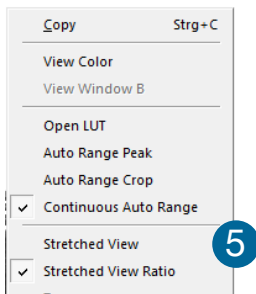 Copy Strg+C
View Color
View Window B
Open LUT
Auto Range Peak
Auto Range Crop
Continuous Auto Range
Stretched View
5
Stretched View Ratio